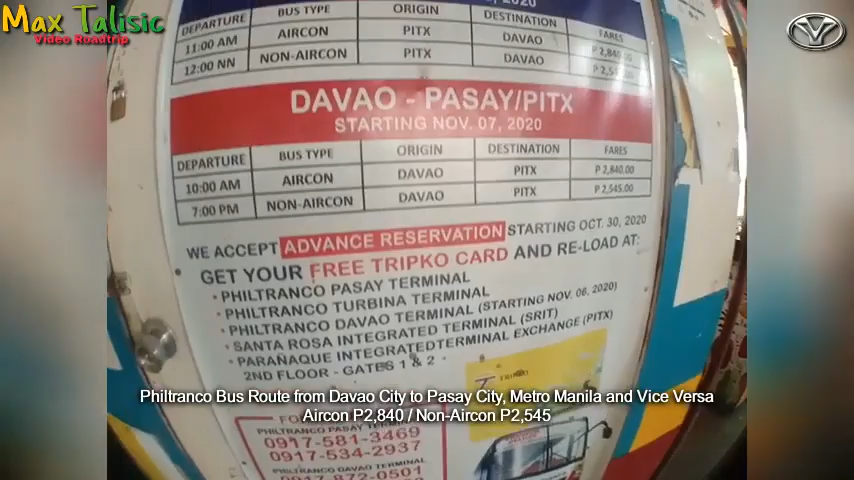 Max Talisic
Video Roadtrip
2020
DEPARTURE BUS TYPE ORIGIN DESTINATION FARES
11:00 AM AIRCON PITX DAVAO P 2,840.00
12:00 NN NON-AIRCON PITX DAVAO
DAVAO - PASAY/PITX
STARTING NOV. 07, 2020
DEPARTURE BUS TYPE ORIGIN DESTINATION FARES
10:00 AM AIRCON DAVAO PITX P 2,840.00
7:00 PM NON-AIRCON DAVAO PITX P 2,545.00
WE ACCEPT ADVANCE RESERVATION STARTING OCT. 30, 2020
GET YOUR FREE TRIPKO CARD AND RE-LOAD AT:
• PHILTRANCO PASAY TERMINAL
• PHILTRANCO TURBINA TERMINAL
• PHILTRANCO DAVAO TERMINAL (STARTING NOV. 06, 2020)
• SANTA ROSA INTEGRATED TERMINAL (SRIT)
• PARAÑAQUE INTEGRATEDTERMINAL EXCHANGE (PITX)
2ND FLOOR - GATES 1 & 2
Philtranco Bus Route from Davao City to Pasay City, Metro Manila and Vice Versa
Aircon P2,840 / Non-Aircon P2,545
PHILTRANCO PASAY TERMINAL
0917-581-3469
0917-534-2937
PHILTRANCO DAVAO TERMINAL
0917-872-0501